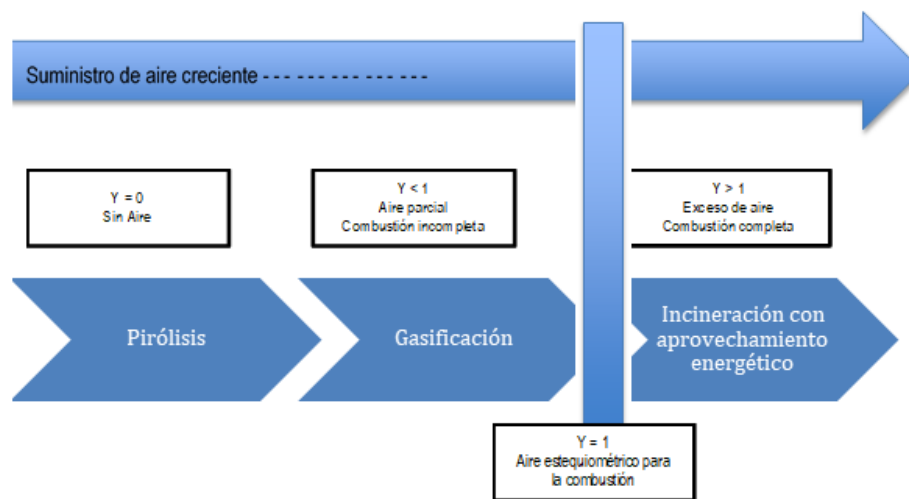 Suministro de aire creciente - - - --- --- --- ---
Y = 0
Sin Aire
Y < 1
Aire parcial
Combustión incompleta
Y > 1
Exceso de aire
Combustión completa
Pirólisis
Gasificación
Incineración con
aprovechamiento
energético
Y = 1
Aire estequiométrico para
la combustión